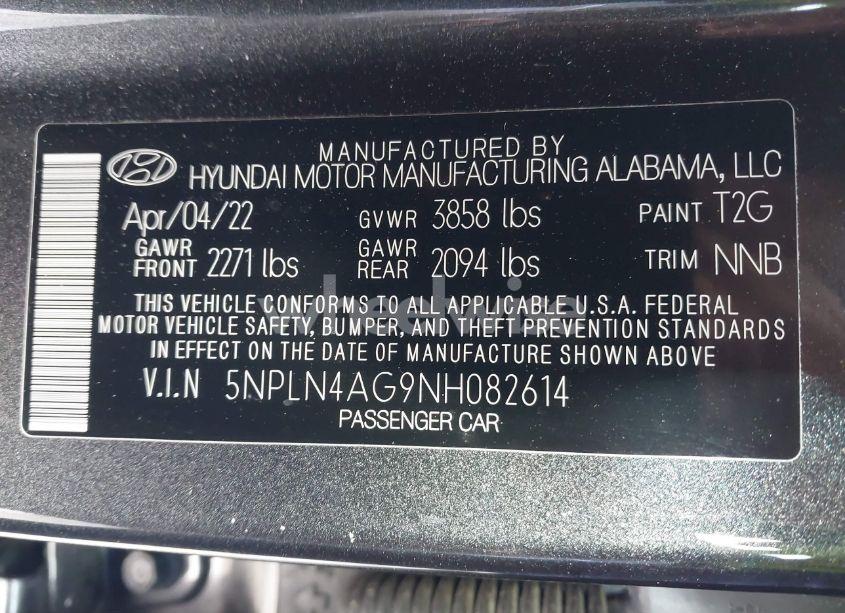 MANUFACTURED BY
HYUNDAI MOTOR MANUFACTURING ALABAMA, LLC
Apr/04/22 GVWR 3858 lbs PAINT T2G
GAWR FRONT 2271 lbs GAWR REAR 2094 lbs TRIM NNB
THIS VEHICLE CONFORMS TO ALL APPLICABLE U.S.A. FEDERAL
MOTOR VEHICLE SAFETY, BUMPER, AND THEFT PREVENTION STANDARDS
IN EFFECT ON THE DATE OF MANUFACTURE SHOWN ABOVE.
V.I.N 5NPLN4AG9NH082614
PASSENGER CAR